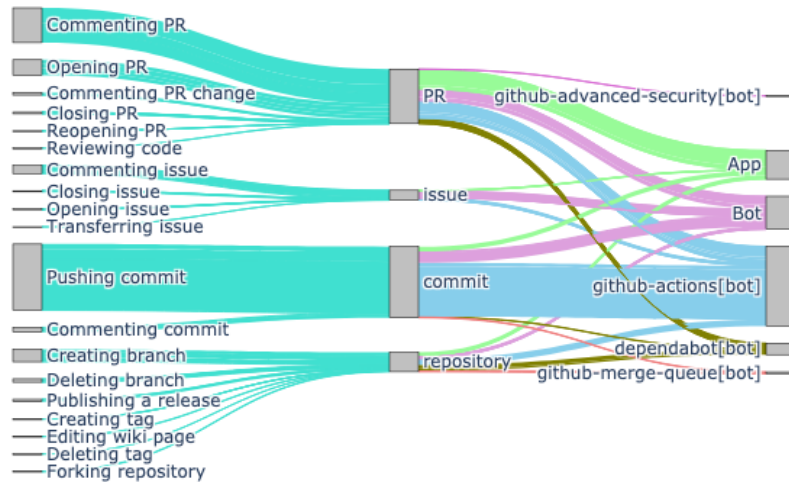 Commenting PR
Opening PR
Commenting PR change
Closing PR
Reopening PR
Reviewing code
Commenting issue
Closing issue
Opening issue
Transferring issue
Pushing commit
Commenting commit
Creating branch
Deleting branch
Publishing a release
Creating tag
Editing wiki page
Deleting tag
Forking repository
PR
issue
commit
repository
github-advanced-security[bot]
App
Bot
github-actions[bot]
dependabot[bot]
github-merge-queue[bot]